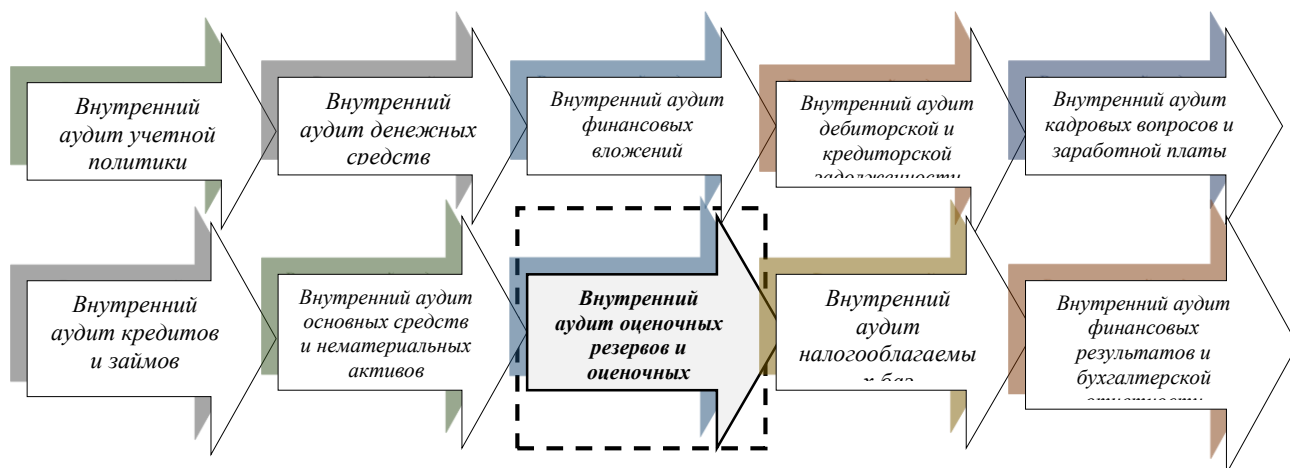 Внутренний
аудит учетной
политики
Внутренний
аудит денежных
средств
Внутренний аудит
финансовых
вложений
Внутренний аудит
дебиторской и
кредиторской
задолженности
Внутренний аудит
кадровых вопросов и
заработной платы
Внутренний
аудит кредитов
и займов
Внутренний аудит
основных средств
и нематериальных
активов
Внутренний
аудит оценочных
резервов и
оценочных
Внутренний
аудит
налогооблагаемы
х баз
Внутренний аудит
финансовых
результатов и
бухгалтерской